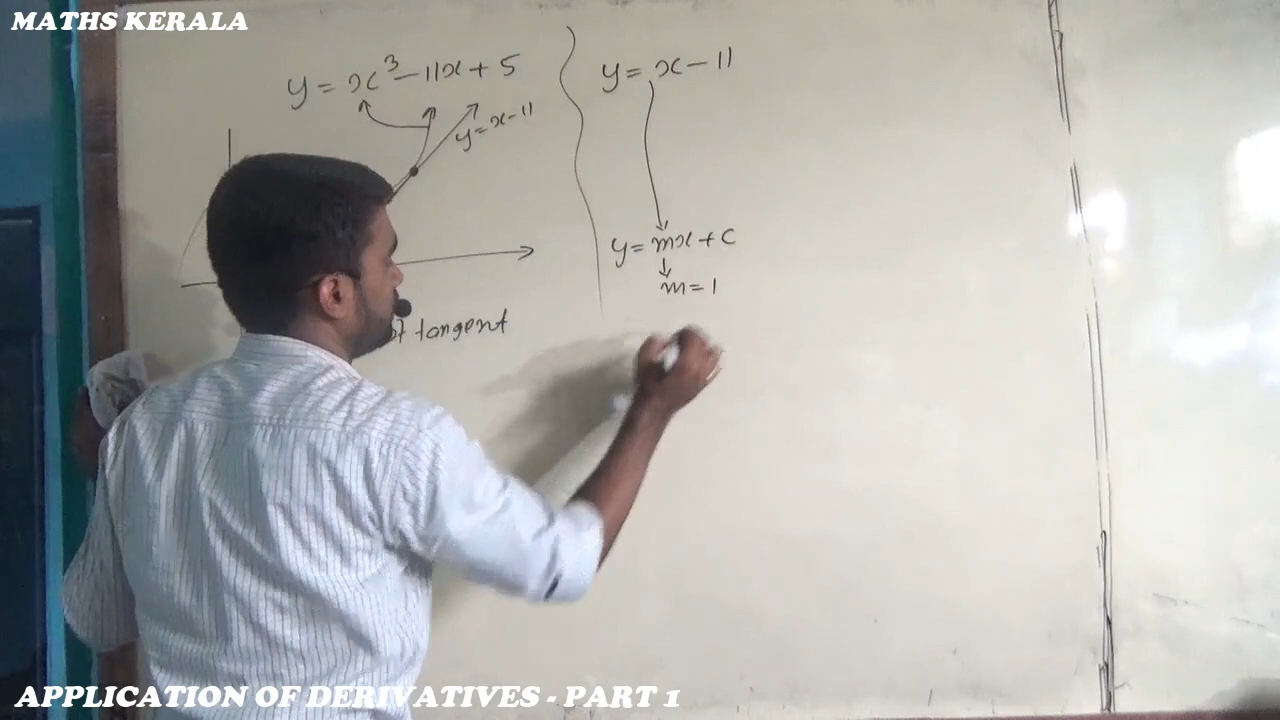 MATHS KERALA
y = x³ - 11x + 5
y = x - 11
tangent
y = x - 11
y = mx + c
m = 1
APPLICATION OF DERIVATIVES - PART 1